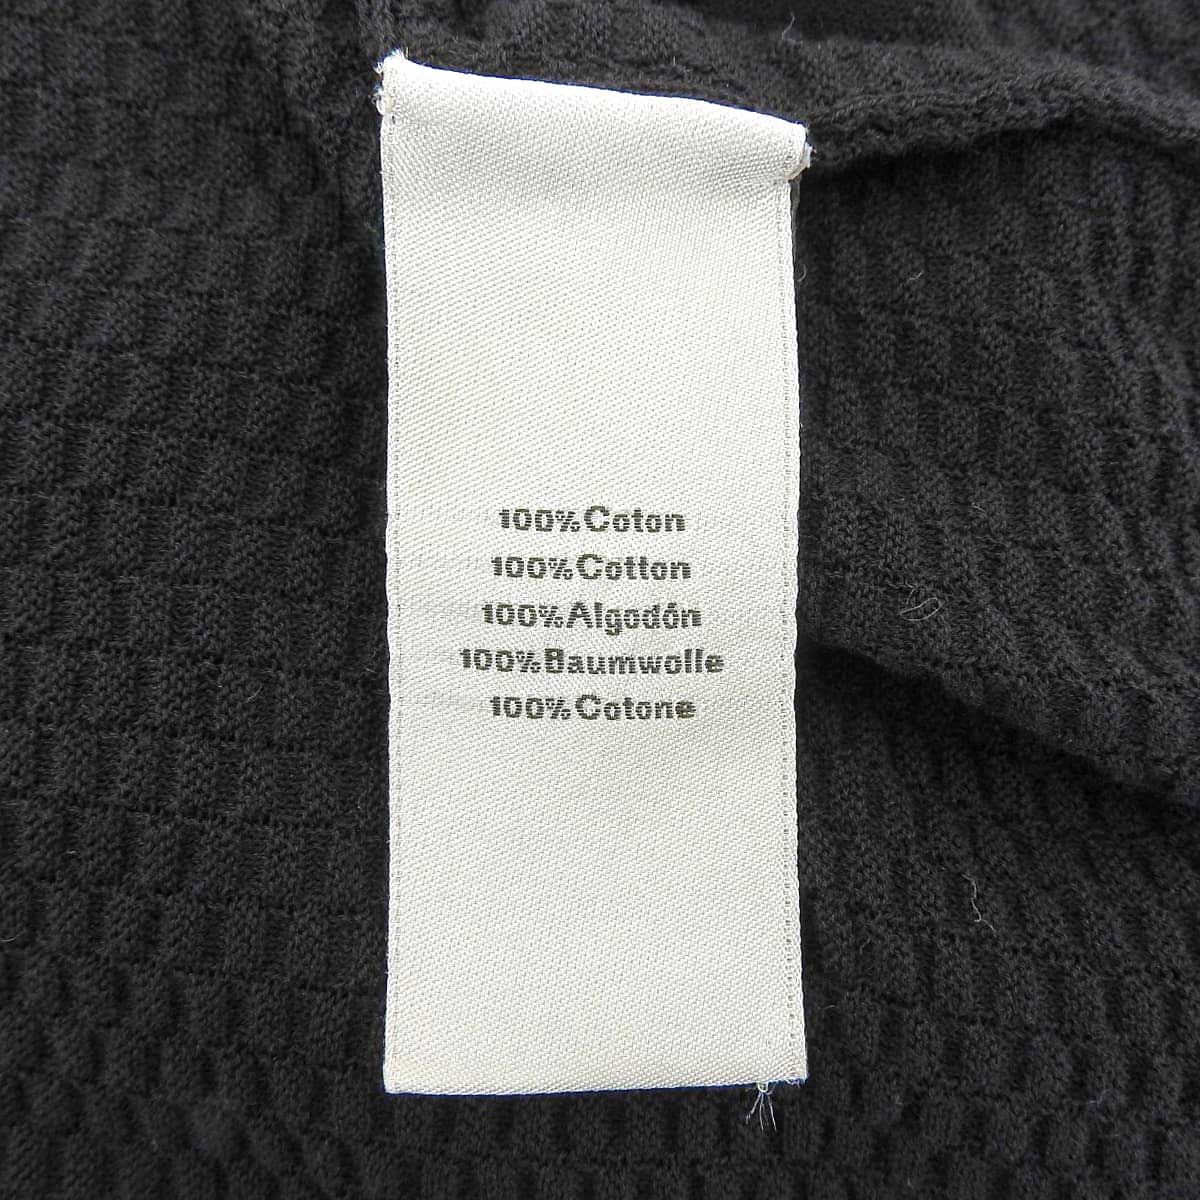 100% Coton
100% Cotton
100% Algodón
100% Baumwolle
100% Cotone